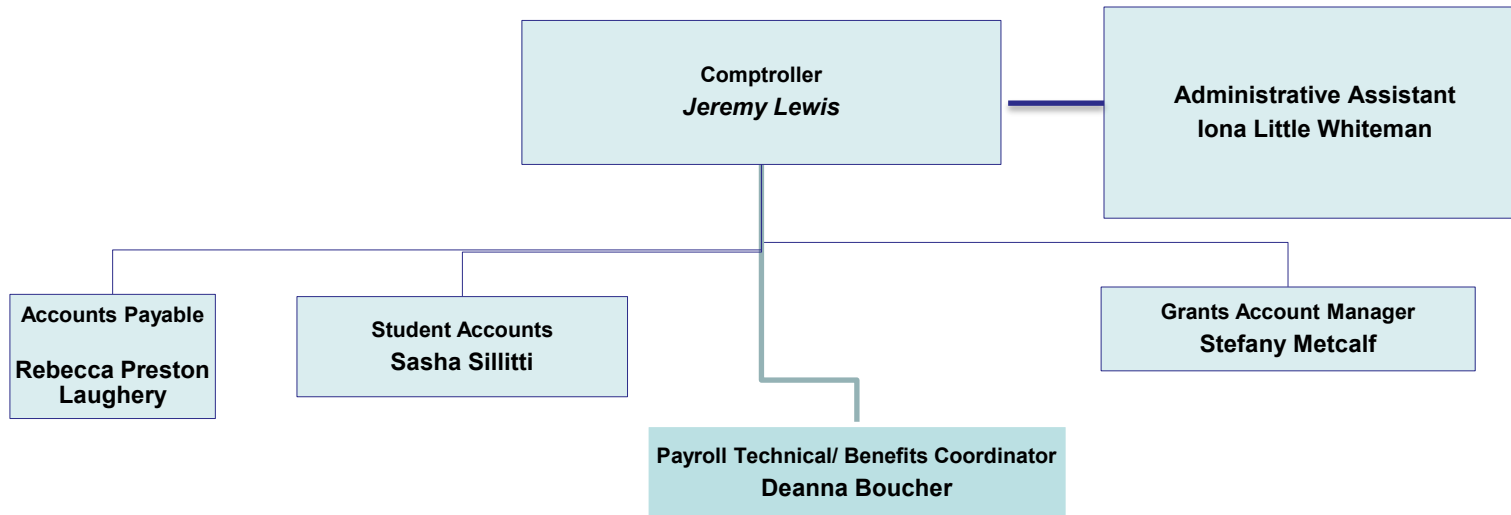 Comptroller
Jeremy Lewis
Administrative Assistant
Iona Little Whiteman
Accounts Payable
Rebecca Preston
Laughery
Student Accounts
Sasha Sillitti
Grants Account Manager
Stefany Metcalf
Payroll Technical/ Benefits Coordinator
Deanna Boucher